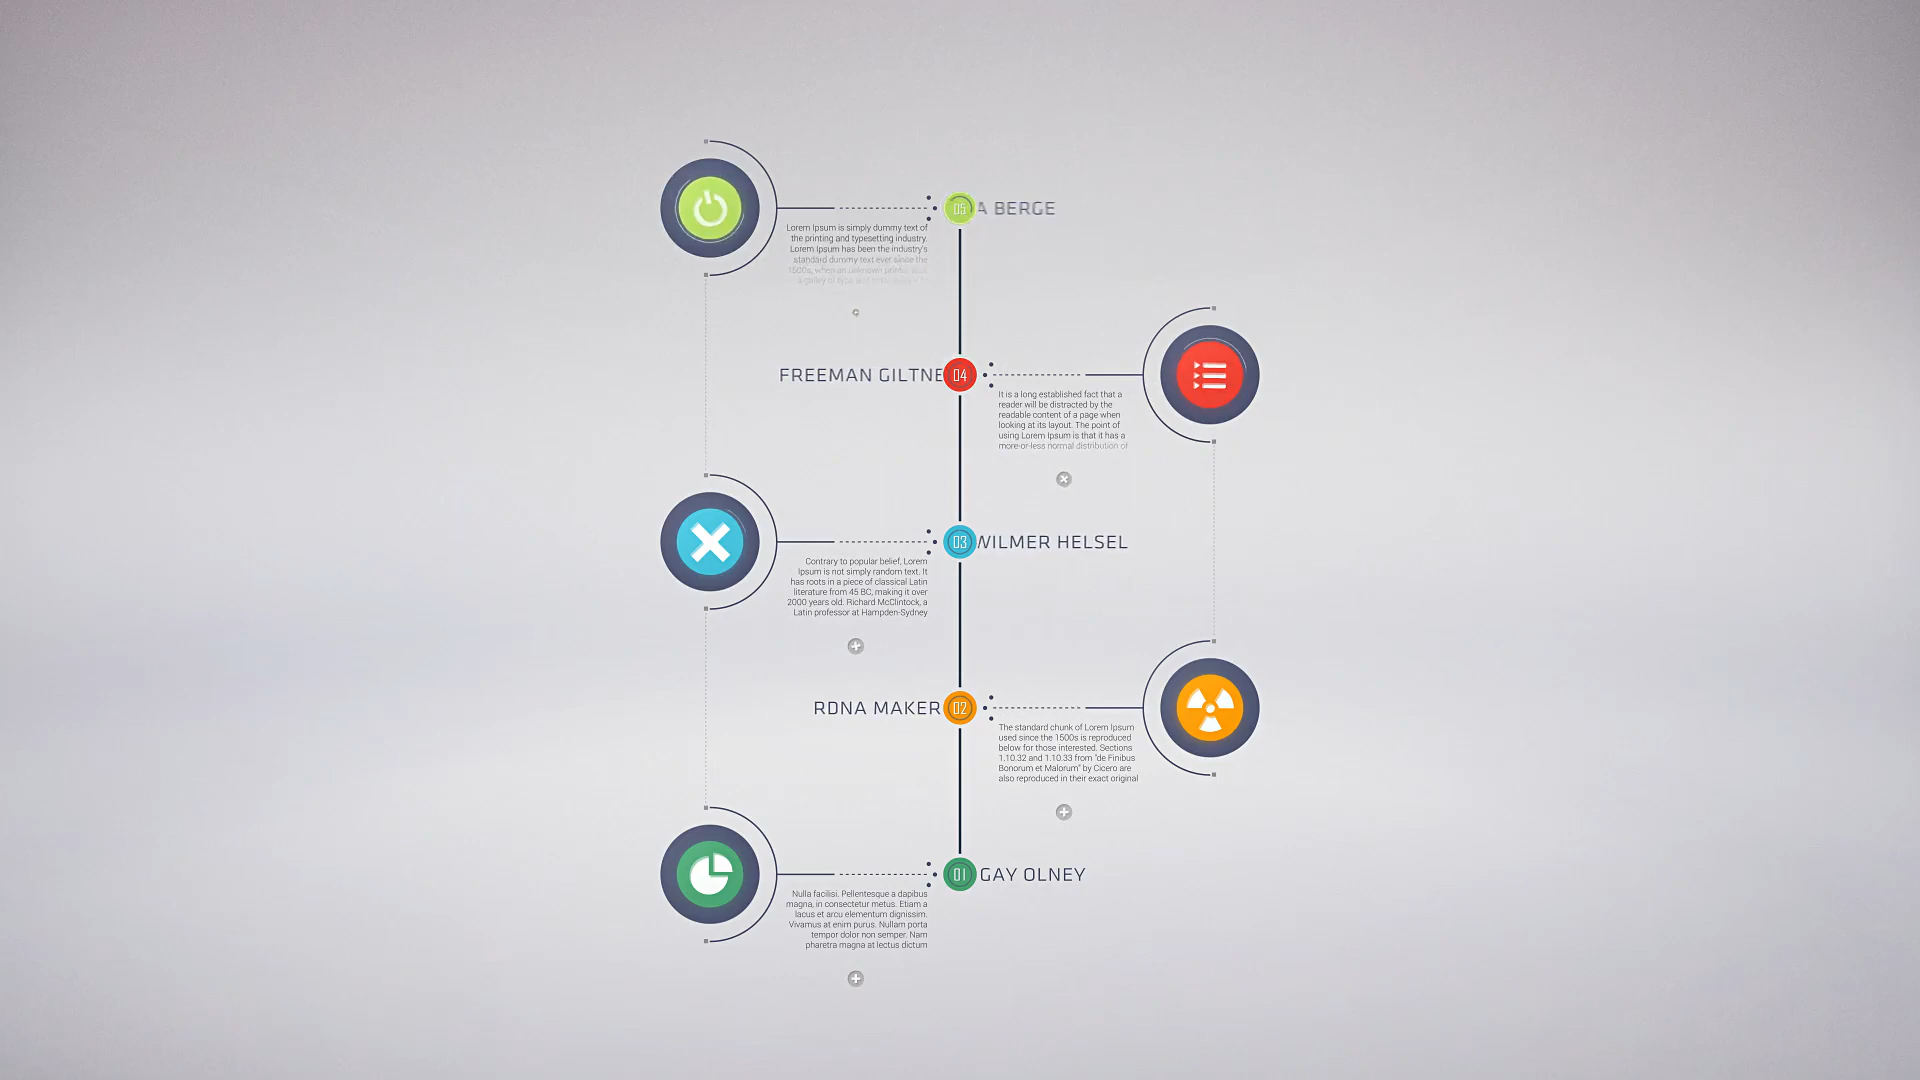 05
A BERGE
Lorem Ipsum is simply dummy text of
the printing and typesetting industry.
Lorem Ipsum has been the industry's
standard dummy text ever since the
1500s, when an unknown printer
a galley of type and
FREEMAN GILTNE
04
It is a long established fact that a
reader will be distracted by the
readable content of a page when
looking at its layout. The point of
using Lorem Ipsum is that it has a
more-or-less normal distribution of
03
WILMER HELSEL
Contrary to popular belief, Lorem
Ipsum is not simply random text. It
has roots in a piece of classical Latin
literature from 45 BC, making it over
2000 years old. Richard McClintock, a
Latin professor at Hampden-Sydney
RDNA MAKER
02
The standard chunk of Lorem Ipsum
used since the 1500s is reproduced
below for those interested. Sections
1.10.32 and 1.10.33 from "de Finibus
Bonorum et Malorum" by Cicero are
also reproduced in their exact original
01
GAY OLNEY
Nulla facilisi. Pellentesque a dapibus
magna, in consectetur metus. Etiam a
lacus et arcu elementum dignissim.
Vivamus at enim purus. Nullam porta
tempor dolor non semper. Nam
pharetra magna at lectus dictum